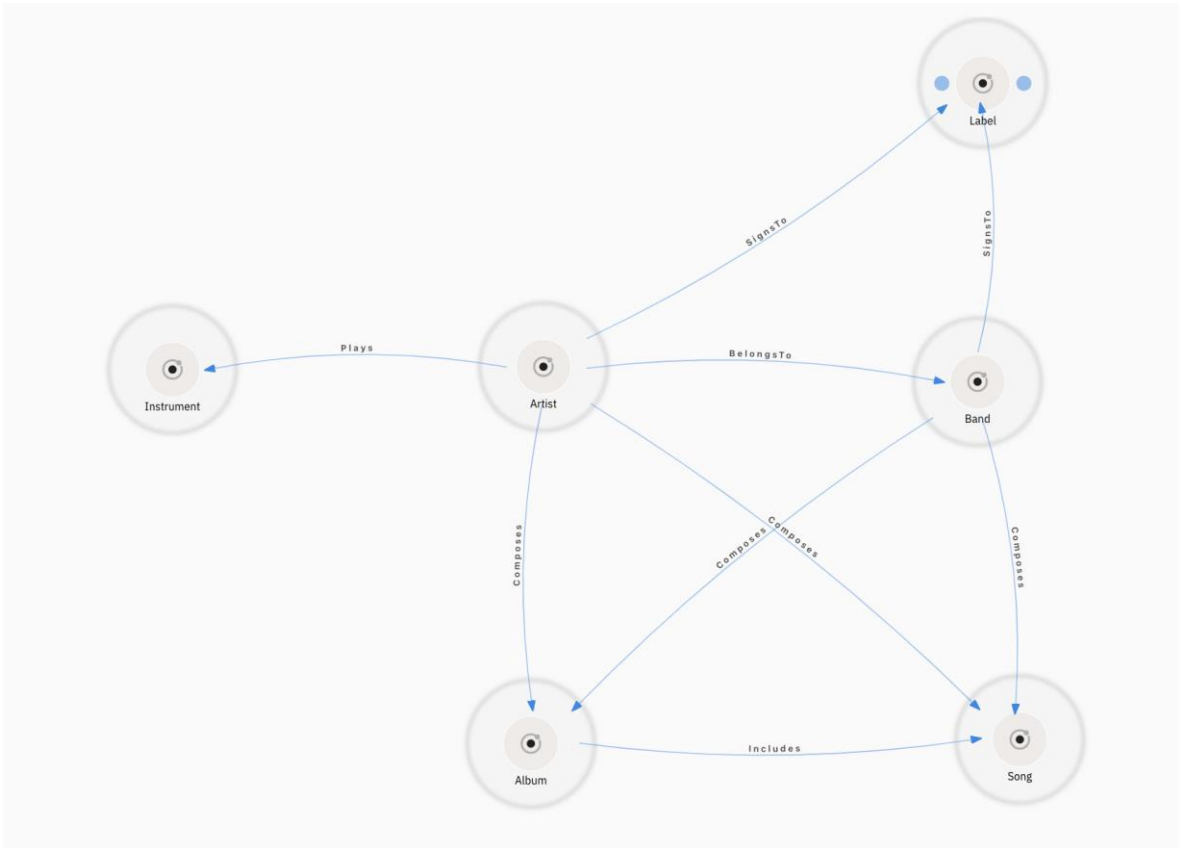 Label
SignsTo
SignsTo
Plays
BelongsTo
Instrument
Artist
Band
Composes
Composes
Composes
Composes
Includes
Album
Song